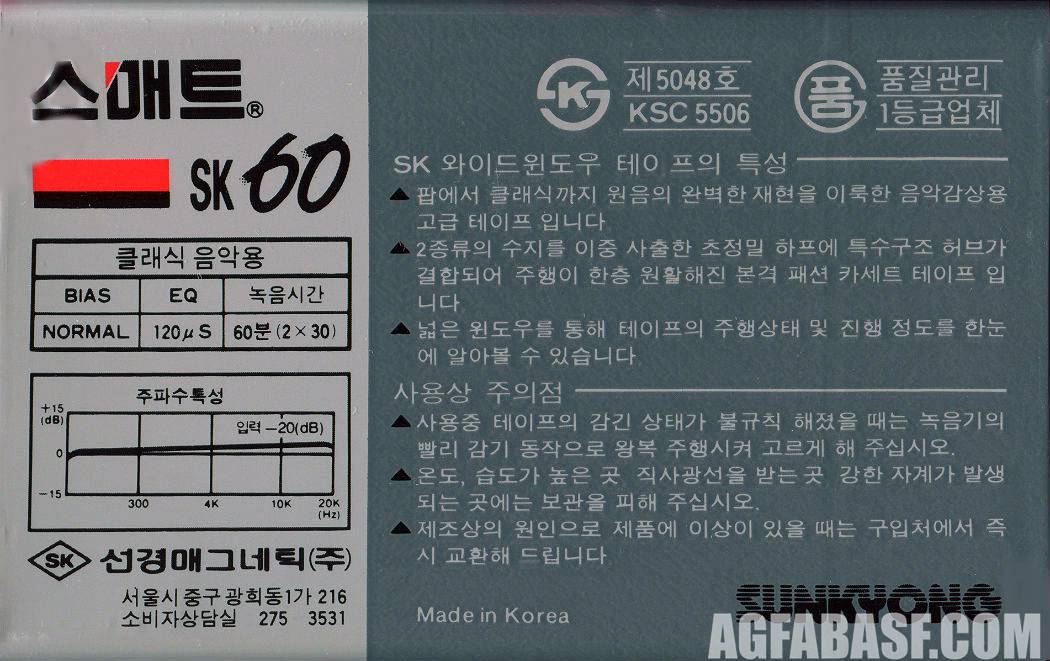 스매트®
SK 60
클래식 음악용
BIAS EQ 녹음시간
NORMAL 120μS 60분(2×30)
주파수특성
+15
(dB)
입력 -20(dB)
0
-15
300 4K 10K 20K
(Hz)
SK 선경매그네틱(주)
서울시 중구 광희동1가 216
소비자상담실 275 3531
K 제5048호
KSC 5506
품 품질관리
1등급업체
SK 와이드윈도우 테이프의 특성
▲팝에서 클래식까지 원음의 완벽한 재현을 이룩한 음악감상용
고급 테이프 입니다
▲2종류의 수지를 이중 사출한 초정밀 하프에 특수구조 허브가
결합되어 주행이 한층 원활해진 본격 패션 카세트 테이프 입
니다.
▲넓은 윈도우를 통해 테이프의 주행상태 및 진행 정도를 한눈
에 알아볼 수 있습니다.
사용상 주의점
▲사용중 테이프의 감긴 상태가 불규칙 해졌을 때는 녹음기의
빨리 감기 동작으로 왕복 주행시켜 고르게 해 주십시오.
▲온도, 습도가 높은 곳 직사광선을 받는 곳 강한 자계가 발생
되는 곳에는 보관을 피해 주십시오.
▲제조상의 원인으로 제품에 이상이 있을 때는 구입처에서 즉
시 교환해 드립니다
Made in Korea
SUNKYONG
AGFABASF.COM